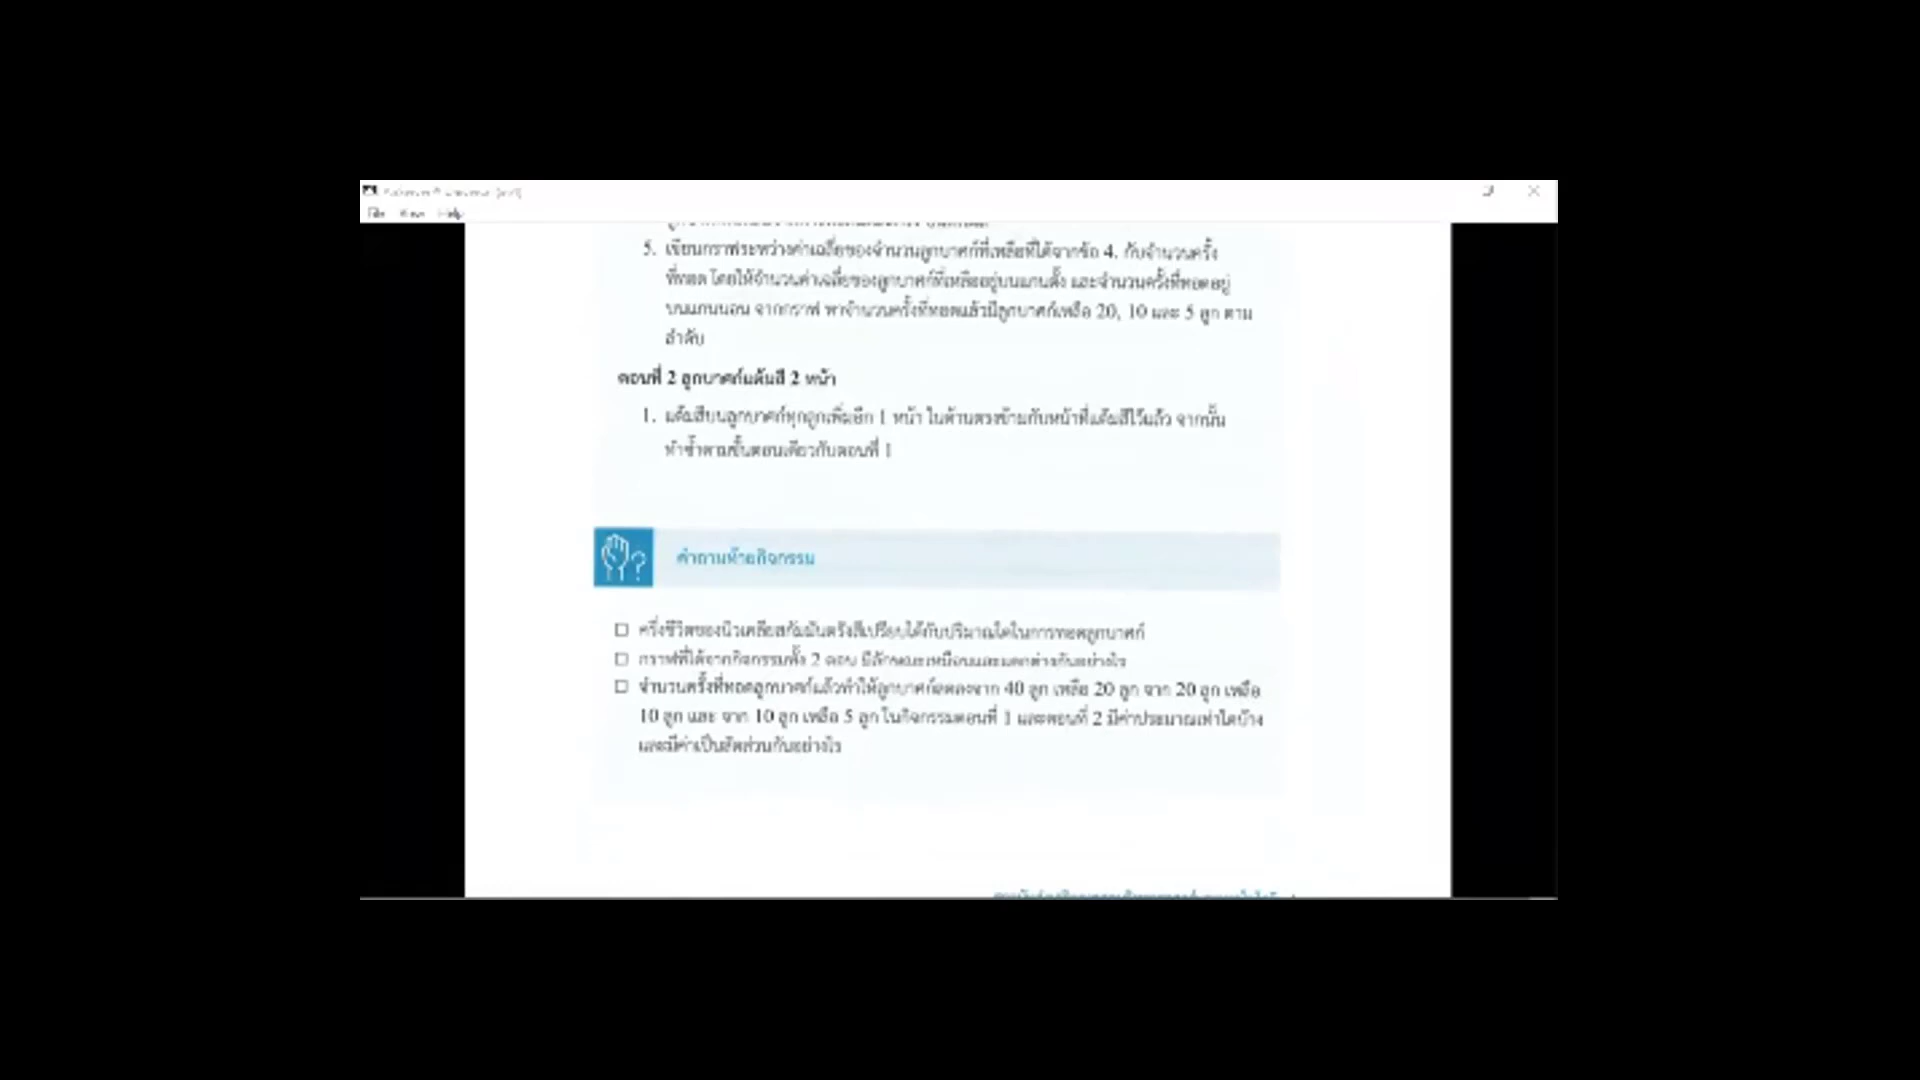 File View Help
5. เขียนกราฟระหว่างค่าเฉลี่ยของจำนวนลูกบาศก์ที่เหลือที่ได้จากข้อ 4. กับจำนวนครั้ง
ที่ทอด โดยให้จำนวนค่าเฉลี่ยของลูกบาศก์ที่เหลืออยู่บนแกนตั้ง และจำนวนครั้งที่ทอดอยู่
บนแกนนอน จากกราฟ หาจำนวนครั้งที่ทอดแล้วมีลูกบาศก์เหลือ 20, 10 และ 5 ลูก ตาม
ลำดับ
ตอนที่ 2 ลูกบาศก์แต้มสี 2 หน้า
1. แต้มสีบนลูกบาศก์ทุกลูกเพิ่มอีก 1 หน้า ในด้านตรงข้ามกับหน้าที่แต้มสีไว้แล้ว จากนั้น
ทำซ้ำตามขั้นตอนเดียวกับตอนที่ 1
คำถามท้ายกิจกรรม
☐ ครึ่งชีวิตของนิวเคลียสกัมมันตรังสีเปรียบได้กับปริมาณใดในการทอดลูกบาศก์
☐ กราฟที่ได้จากกิจกรรมทั้ง 2 ตอน มีลักษณะเหมือนและแตกต่างกันอย่างไร
☐ จำนวนครั้งที่ทอดลูกบาศก์แล้วทำให้ลูกบาศก์ลดลงจาก 40 ลูก เหลือ 20 ลูก จาก 20 ลูก เหลือ
10 ลูก และ จาก 10 ลูก เหลือ 5 ลูก ในกิจกรรมตอนที่ 1 และตอนที่ 2 มีค่าประมาณเท่าใดบ้าง
และมีค่าเป็นสัดส่วนกันอย่างไร